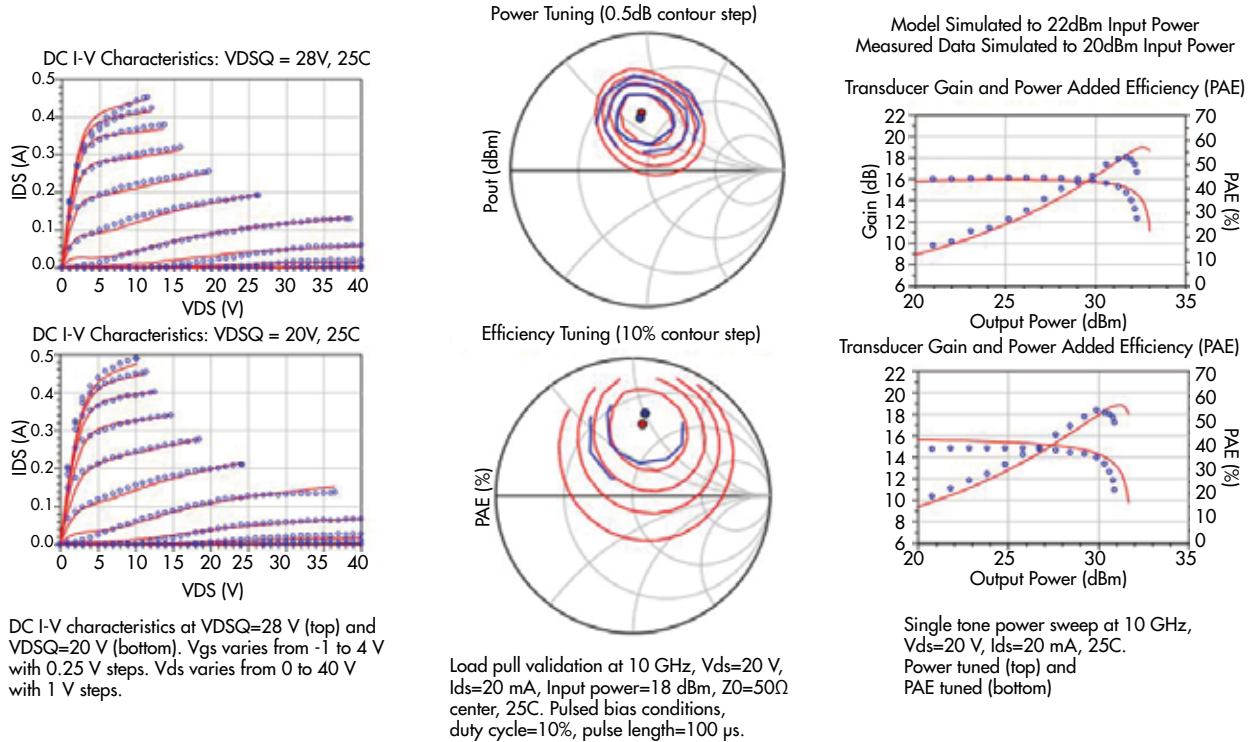 DC I-V Characteristics: VDSQ = 28V, 25C
IDS (A)
0.5
0.4
0.3
0.2
0.1
0.0
0 5 10 15 20 25 30 35 40
VDS (V)
DC I-V Characteristics: VDSQ = 20V, 25C
IDS (A)
0.5
0.4
0.3
0.2
0.1
0.0
0 5 10 15 20 25 30 35 40
VDS (V)
DC I-V characteristics at VDSQ=28 V (top) and
VDSQ=20 V (bottom). Vgs varies from -1 to 4 V
with 0.25 V steps. Vds varies from 0 to 40 V
with 1 V steps.
Power Tuning (0.5dB contour step)
Pout (dBm)
Efficiency Tuning (10% contour step)
PAE (%)
Load pull validation at 10 GHz, Vds=20 V,
Ids=20 mA, Input power=18 dBm, Z0=50Ω
center, 25C. Pulsed bias conditions,
duty cycle=10%, pulse length=100 µs.
Model Simulated to 22dBm Input Power
Measured Data Simulated to 20dBm Input Power
Transducer Gain and Power Added Efficiency (PAE)
Gain (dB)
22
20
18
16
14
12
10
8
6
70
60
50
40
30
20
10
0
PAE (%)
20 25 30 35
Output Power (dBm)
Transducer Gain and Power Added Efficiency (PAE)
22
20
18
16
14
12
10
8
6
70
60
50
40
30
20
10
0
PAE (%)
20 25 30 35
Output Power (dBm)
Single tone power sweep at 10 GHz,
Vds=20 V, Ids=20 mA, 25C.
Power tuned (top) and
PAE tuned (bottom)